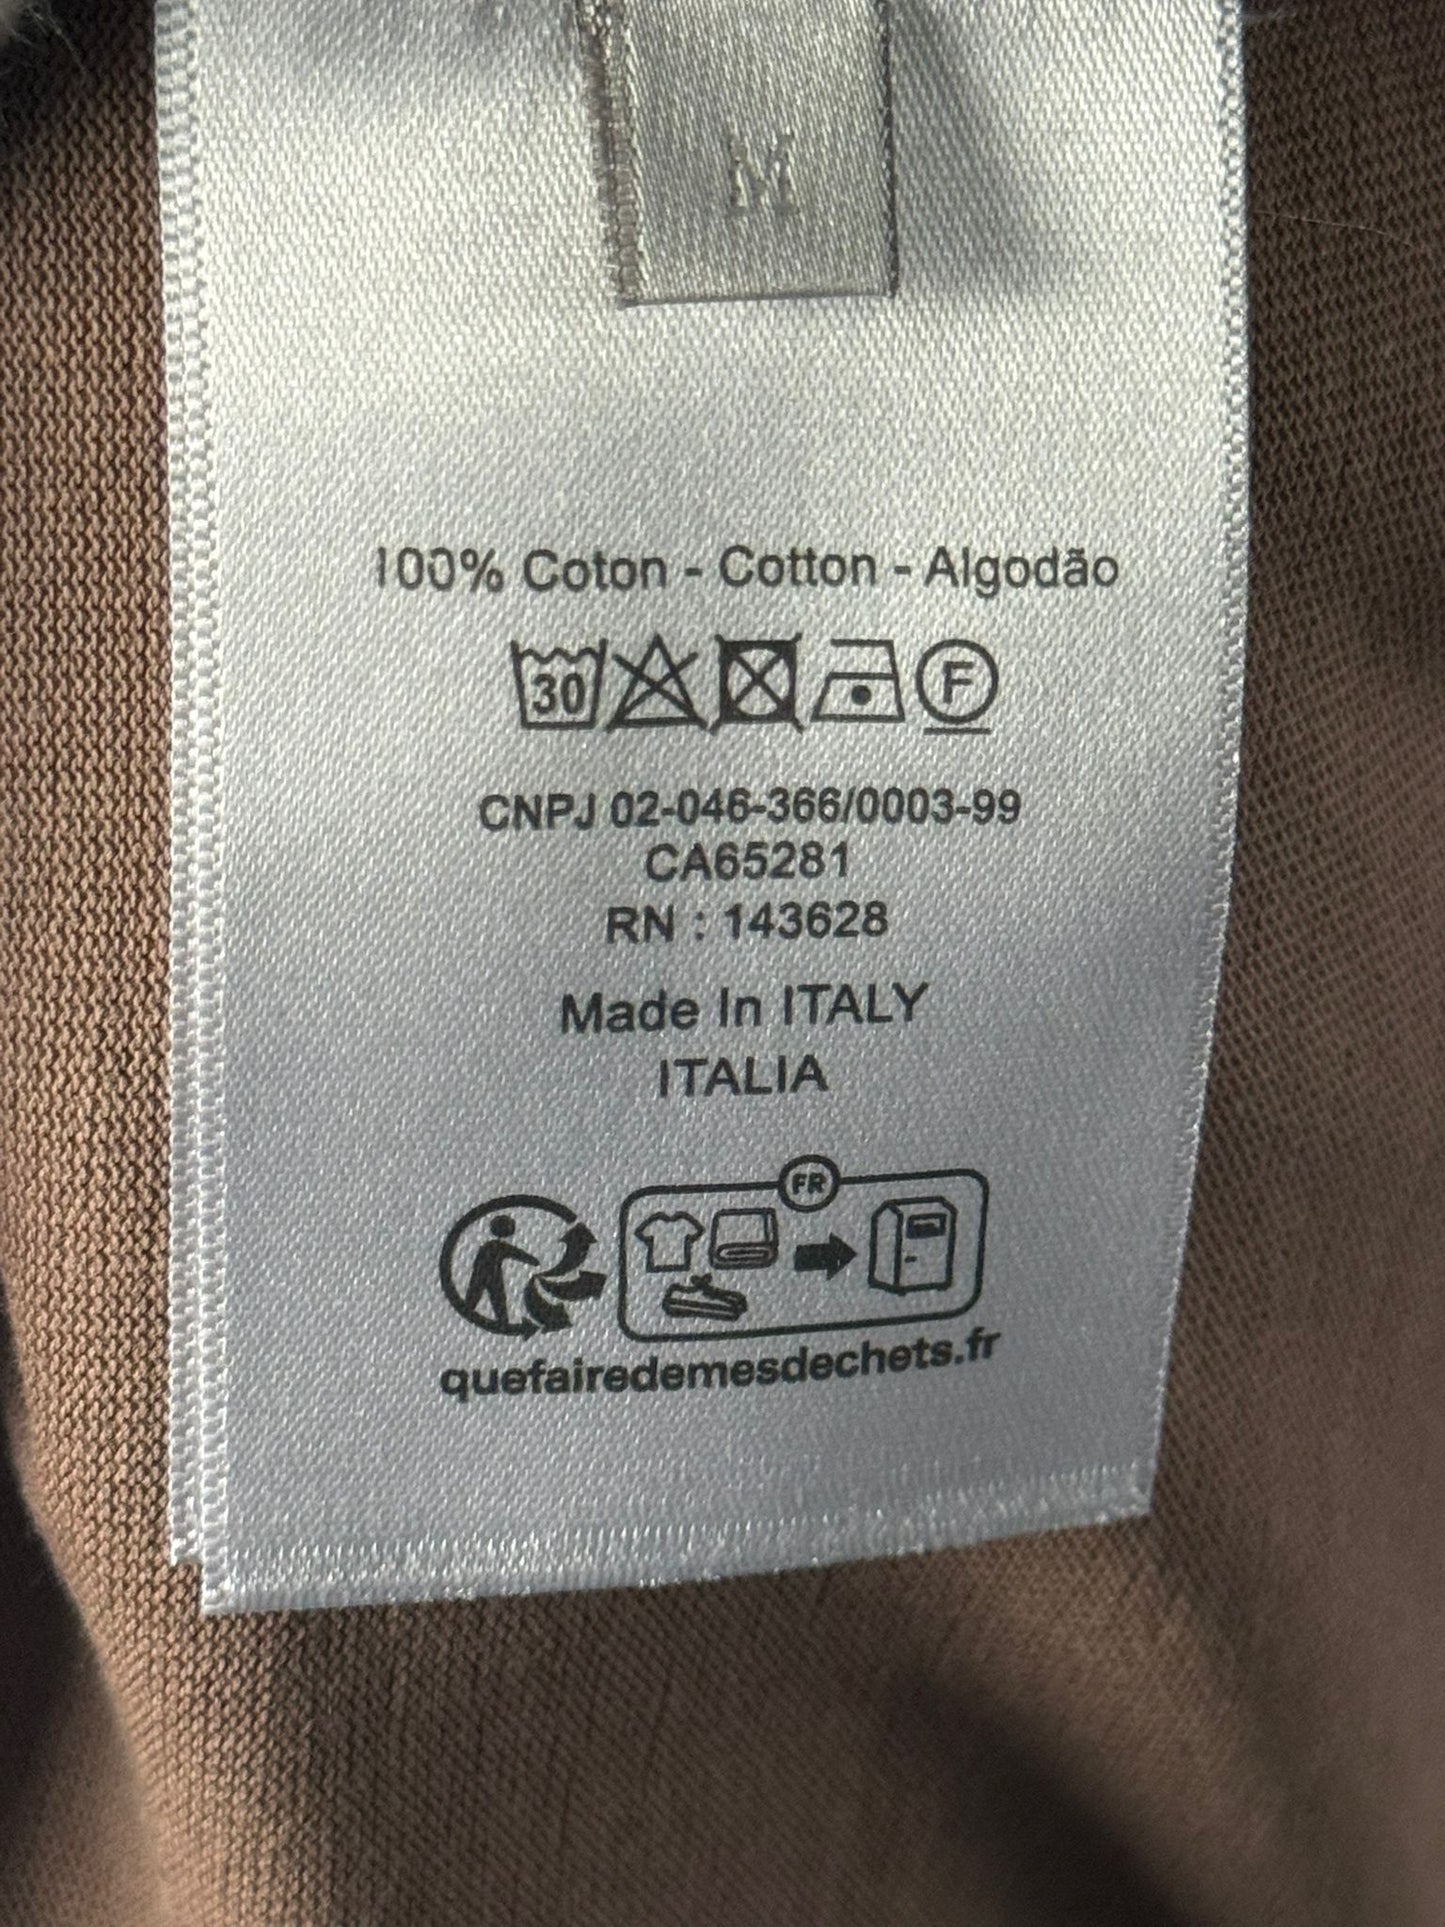 M
100% Coton - Cotton - Algodão
30 F
CNPJ 02-046-366/0003-99
CA65281
RN : 143628
Made In ITALY
ITALIA
FR
quefairedemesdechets.fr